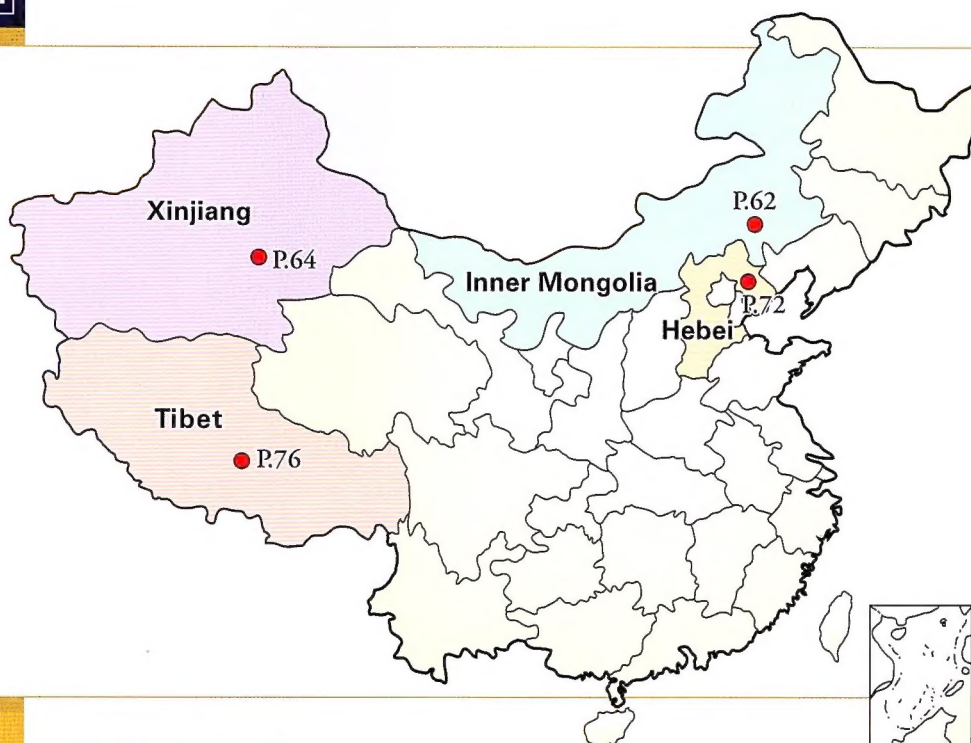 Xinjiang
P.64
P.62
Inner Mongolia
P.72
Hebei
Tibet
P.76